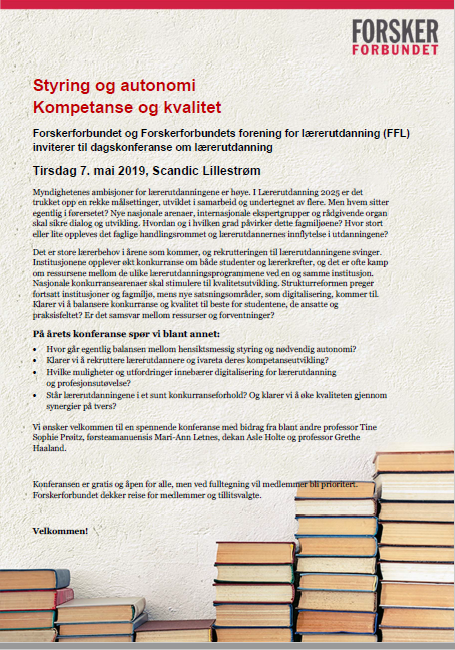 FORSKER
FORBUNDET
Styring og autonomi
Kompetanse og kvalitet
Forskerforbundet og Forskerforbundets forening for lærerutdanning (FFL)
inviterer til dagskonferanse om lærerutdanning
Tirsdag 7. mai 2019, Scandic Lillestrøm
Myndighetenes ambisjoner for lærerutdanningene er høye. I Lærerutdanning 2025 er det
trukket opp en rekke målsettinger, utviklet i samarbeid og undertegnet av flere. Men hvem sitter
egentlig i førersetet? Nye nasjonale arenaer, internasjonale ekspertgrupper og rådgivende organ
skal sikre dialog og utvikling. Hvordan og i hvilken grad påvirker dette fagmiljøene? Hvor stort
eller lite oppleves det faglige handlingsrommet og lærerutdannernes innflytelse i utdanningene?
Det er store lærerbehov i årene som kommer, og rekrutteringen til lærerutdanningene svinger.
Institusjonene opplever økt konkurranse om både studenter og lærerkrefter, og det er ofte kamp
om ressursene mellom de ulike lærerutdanningsprogrammene ved en og samme institusjon.
Nasjonale konkurransearenaer skal stimulere til kvalitetsutvikling. Strukturreformen preger
fortsatt institusjoner og fagmiljø, mens nye satsningsområder, som digitalisering, kommer til.
Klarer vi å balansere konkurranse og kvalitet til beste for studentene, de ansatte og
praksisfeltet? Er det samsvar mellom ressurser og forventninger?
På årets konferanse spør vi blant annet:
• Hvor går egentlig balansen mellom hensiktsmessig styring og nødvendig autonomi?
• Klarer vi å rekruttere lærerutdannere og ivareta deres kompetanseutvikling?
• Hvilke muligheter og utfordringer innebærer digitalisering for lærerutdanning
og profesjonsutøvelse?
• Står lærerutdanningene i et sunt konkurranseforhold? Og klarer vi å øke kvaliteten gjennom
synergier på tvers?
Vi ønsker velkommen til en spennende konferanse med bidrag fra blant andre professor Tine
Sophie Prøitz, førsteamanuensis Mari-Ann Letnes, dekan Asle Holte og professor Grethe
Haaland.
Konferansen er gratis og åpen for alle, men ved fulltegning vil medlemmer bli prioritert.
Forskerforbundet dekker reise for medlemmer og tillitsvalgte.
Velkommen!